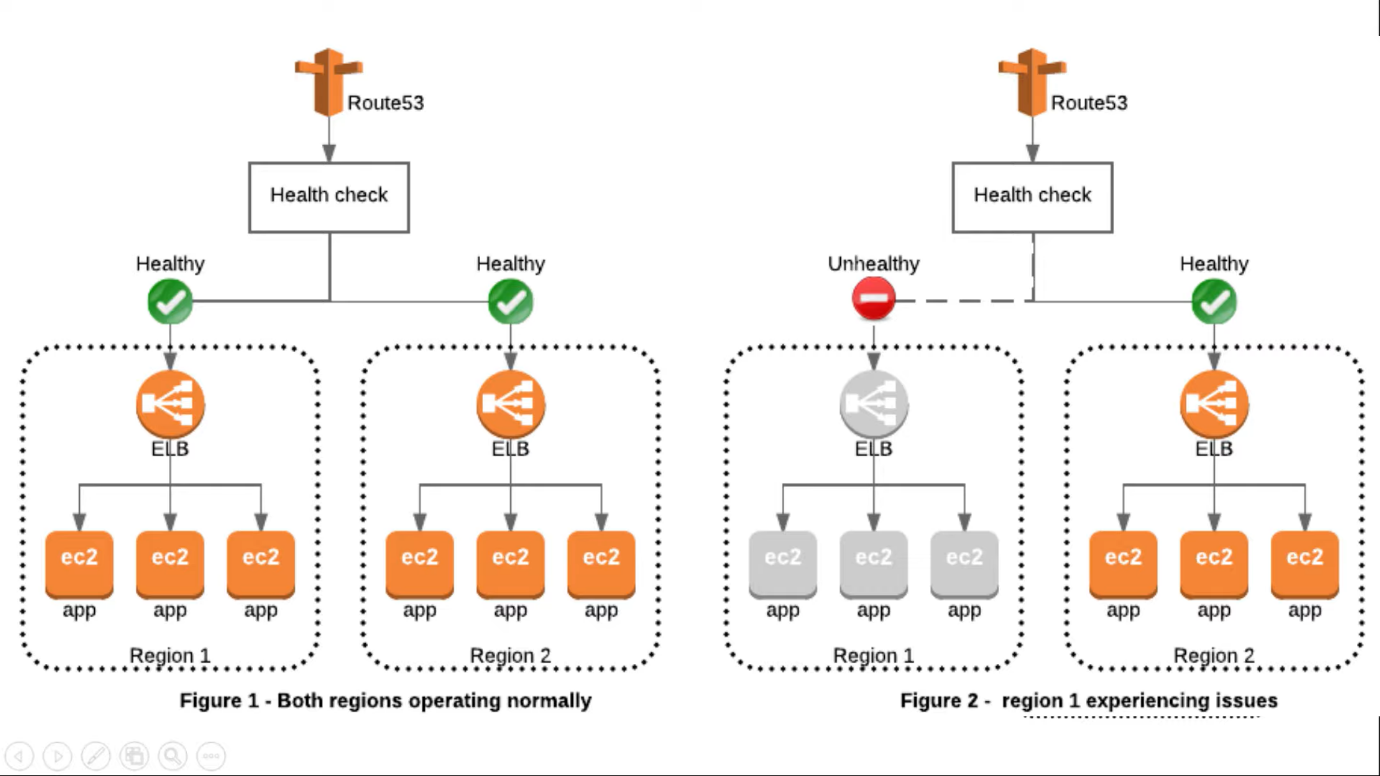 Route53
Health check
Healthy
Healthy
ELB
ELB
ec2 ec2 ec2
ec2 ec2 ec2
app app app
app app app
Region 1
Region 2
Figure 1 - Both regions operating normally
Route53
Health check
Unhealthy
Healthy
ELB
ELB
ec2 ec2 ec2
ec2 ec2 ec2
app app app
app app app
Region 1
Region 2
Figure 2 - region 1 experiencing issues